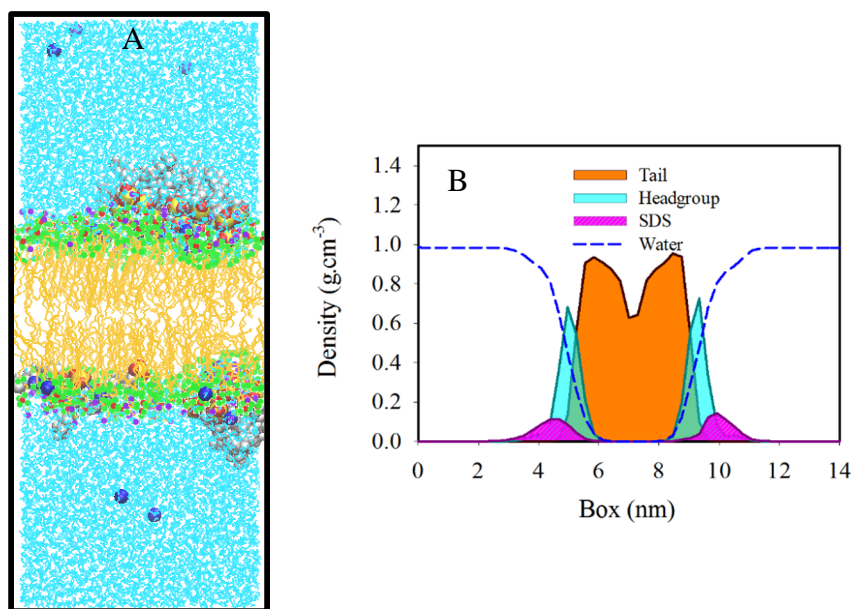 A
B
Tail
Headgroup
SDS
Water
Density (g.cm-3)
1.4
1.2
1.0
0.8
0.6
0.4
0.2
0.0
0 2 4 6 8 10 12 14
Box (nm)